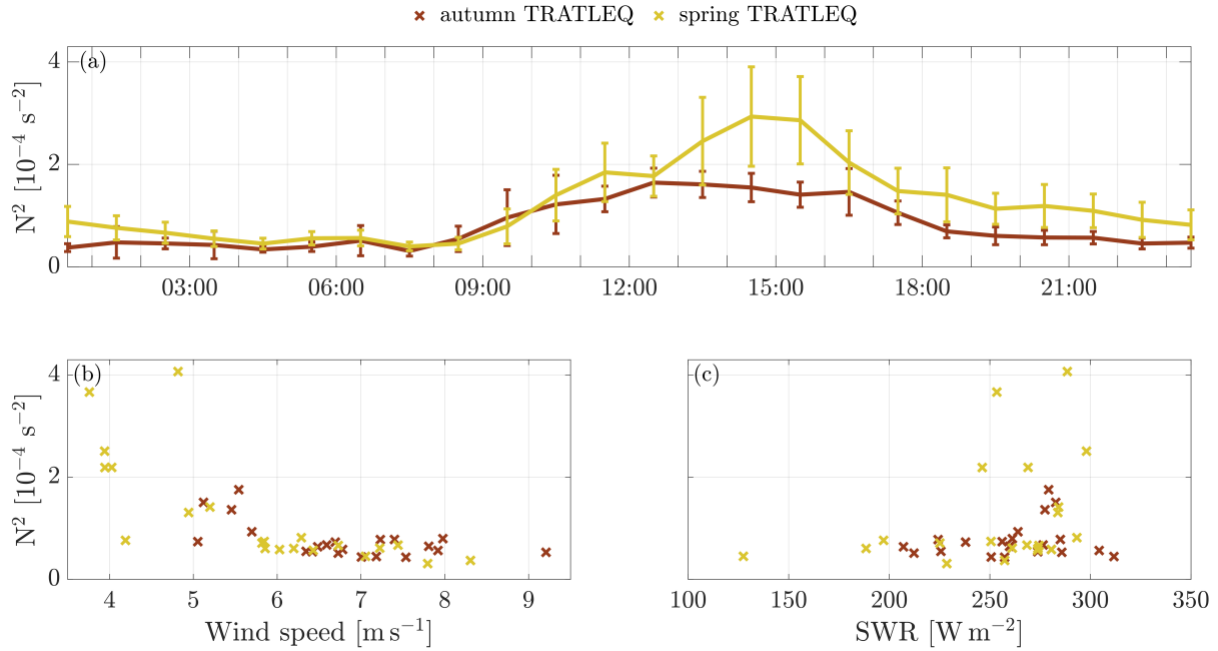 × autumn TRATLEQ × spring TRATLEQ
(a)
N² [10⁻⁴ s⁻²]
4
2
0
03:00 06:00 09:00 12:00 15:00 18:00 21:00
(b)
N² [10⁻⁴ s⁻²]
4
2
0
4 5 6 7 8 9
Wind speed [m s⁻¹]
(c)
100 150 200 250 300 350
SWR [W m⁻²]